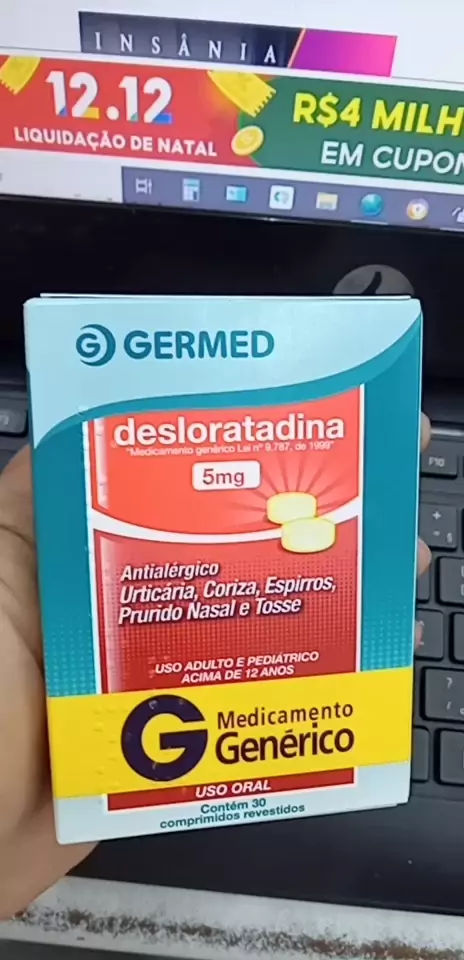 INSÂNIA
12.12
LIQUIDAÇÃO DE NATAL
R$4 MILH
EM CUPON
GERMED
desloratadina
"Medicamento genérico Lei nº 9.787, de 1999"
5mg
Antialérgico
Urticária, Coriza, Espirros,
Prurido Nasal e Tosse
USO ADULTO E PEDIÁTRICO
ACIMA DE 12 ANOS
G Medicamento
Genérico
USO ORAL
Contém 30
comprimidos revestidos
F10